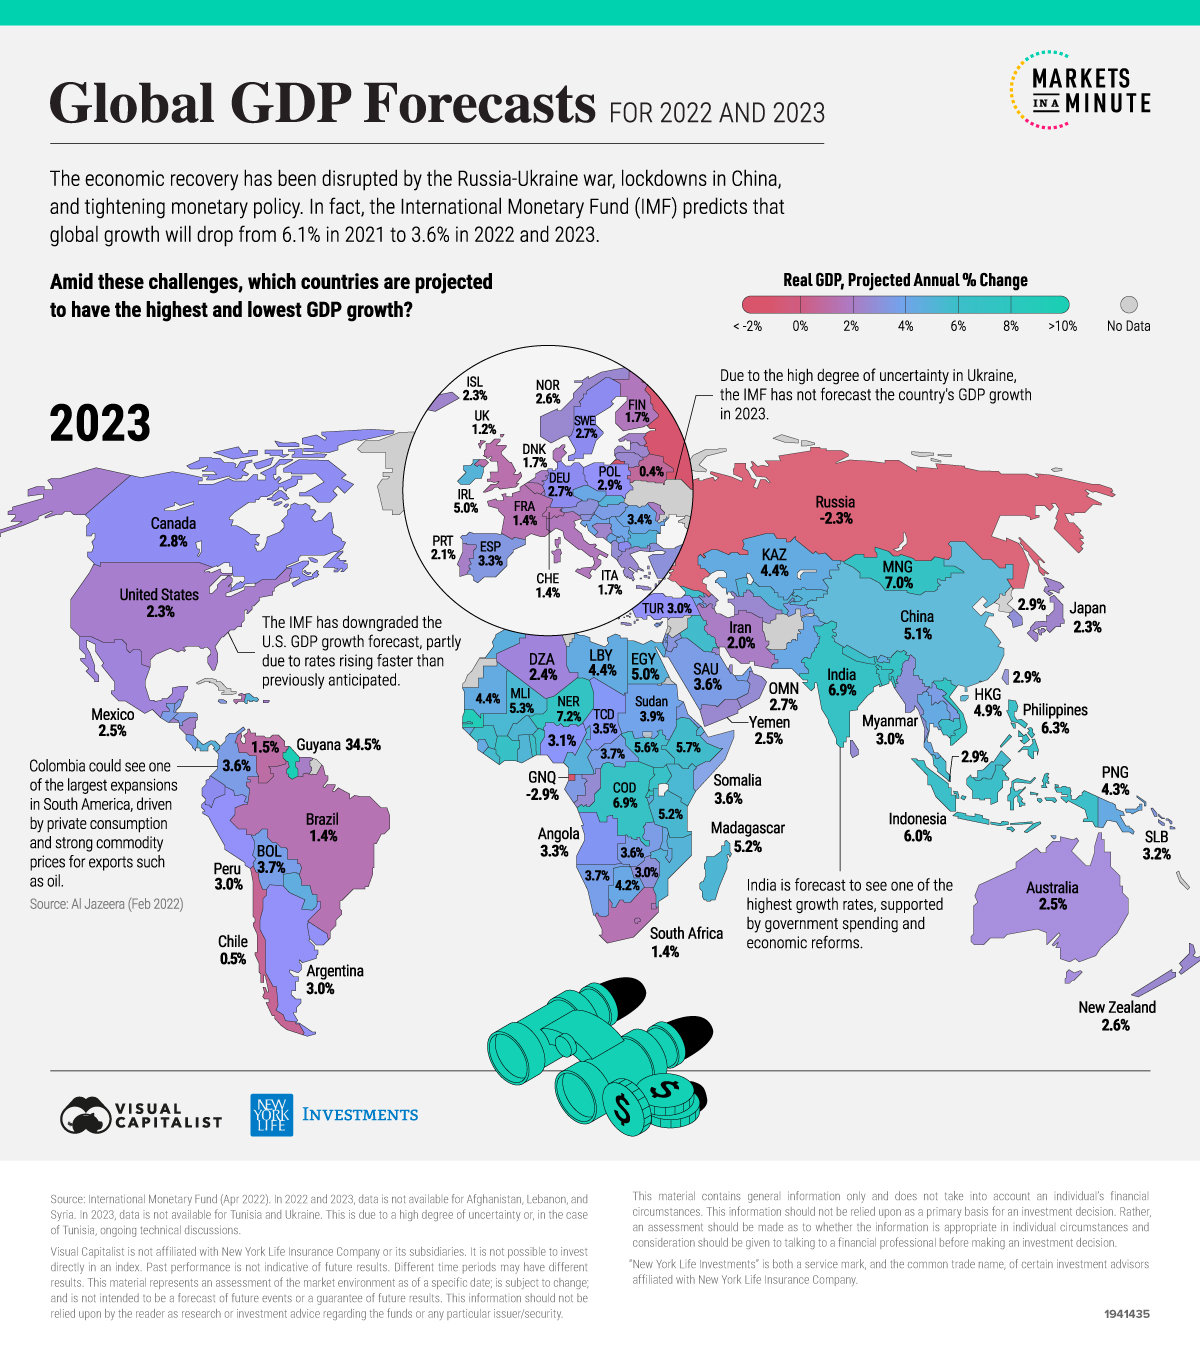 Global GDP Forecasts FOR 2022 AND 2023
MARKETS
IN A MINUTE
The economic recovery has been disrupted by the Russia-Ukraine war, lockdowns in China,
and tightening monetary policy. In fact, the International Monetary Fund (IMF) predicts that
global growth will drop from 6.1% in 2021 to 3.6% in 2022 and 2023.
Amid these challenges, which countries are projected
to have the highest and lowest GDP growth?
Real GDP, Projected Annual % Change
< -2% 0% 2% 4% 6% 8% >10% No Data
2023
Due to the high degree of uncertainty in Ukraine,
the IMF has not forecast the country's GDP growth
in 2023.
ISL
2.3%
NOR
2.6%
UK
1.2%
SWE
2.7%
FIN
1.7%
DNK
1.7%
DEU
2.7%
POL
2.9%
0.4%
IRL
5.0%
FRA
1.4%
3.4%
PRT
2.1%
ESP
3.3%
CHE
1.4%
ITA
1.7%
Canada
2.8%
United States
2.3%
The IMF has downgraded the
U.S. GDP growth forecast, partly
due to rates rising faster than
previously anticipated.
Mexico
2.5%
Russia
-2.3%
KAZ
4.4%
MNG
7.0%
China
5.1%
2.9%
Japan
2.3%
TUR 3.0%
Iran
2.0%
DZA
2.4%
LBY
4.4%
EGY
5.0%
SAU
3.6%
OMN
2.7%
Yemen
2.5%
India
6.9%
Myanmar
3.0%
HKG
4.9%
2.9%
Philippines
6.3%
4.4%
MLI
5.3%
NER
7.2%
TCD
3.5%
Sudan
3.9%
3.1%
3.7%
5.6%
5.7%
GNQ
-2.9%
COD
6.9%
Somalia
3.6%
5.2%
Angola
3.3%
Madagascar
5.2%
3.6%
3.7%
4.2%
3.0%
South Africa
1.4%
1.5%
Guyana 34.5%
3.6%
Colombia could see one
of the largest expansions
in South America, driven
by private consumption
and strong commodity
prices for exports such
as oil.
Source: Al Jazeera (Feb 2022)
Brazil
1.4%
BOL
3.7%
Peru
3.0%
Chile
0.5%
Argentina
3.0%
2.9%
Indonesia
6.0%
PNG
4.3%
SLB
3.2%
India is forecast to see one of the
highest growth rates, supported
by government spending and
economic reforms.
Australia
2.5%
New Zealand
2.6%
$ $
VISUAL
CAPITALIST
NEW
YORK
LIFE
INVESTMENTS
Source: International Monetary Fund (Apr 2022). In 2022 and 2023, data is not available for Afghanistan, Lebanon, and
Syria. In 2023, data is not available for Tunisia and Ukraine. This is due to a high degree of uncertainty or, in the case
of Tunisia, ongoing technical discussions.
Visual Capitalist is not affiliated with New York Life Insurance Company or its subsidiaries. It is not possible to invest
directly in an index. Past performance is not indicative of future results. Different time periods may have different
results. This material represents an assessment of the market environment as of a specific date; is subject to change;
and is not intended to be a forecast of future events or a guarantee of future results. This information should not be
relied upon by the reader as research or investment advice regarding the funds or any particular issuer/security.
This material contains general information only and does not take into account an individual's financial
circumstances. This information should not be relied upon as a primary basis for an investment decision. Rather,
an assessment should be made as to whether the information is appropriate in individual circumstances and
consideration should be given to talking to a financial professional before making an investment decision.
"New York Life Investments" is both a service mark, and the common trade name, of certain investment advisors
affiliated with New York Life Insurance Company.
1941435